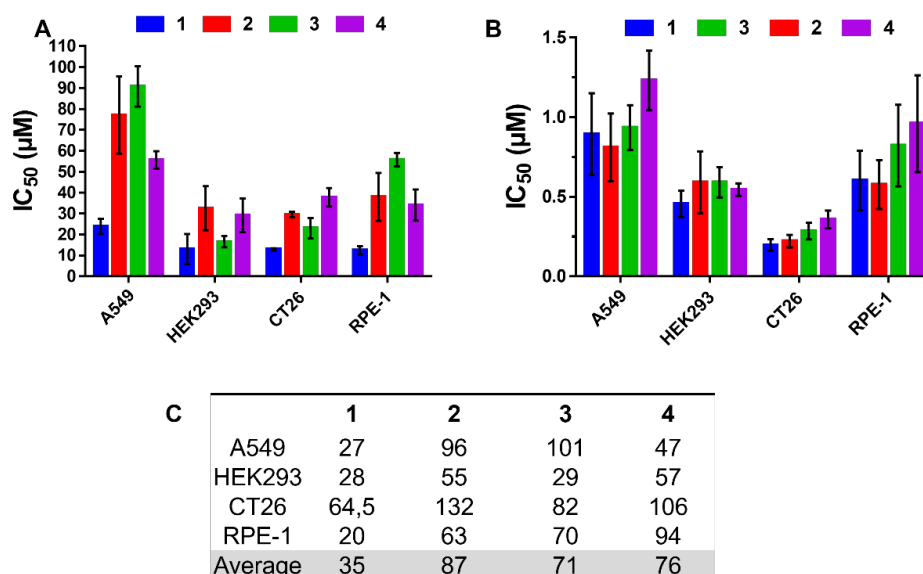 A
1 2 3 4
IC50 (µM)
110
100
90
80
70
60
50
40
30
20
10
0
A549 HEK293 CT26 RPE-1
B
1 3 2 4
IC50 (µM)
1.5
1.0
0.5
0.0
A549 HEK293 CT26 RPE-1
C
1 2 3 4
A549 27 96 101 47
HEK293 28 55 29 57
CT26 64,5 132 82 106
RPE-1 20 63 70 94
Average 35 87 71 76